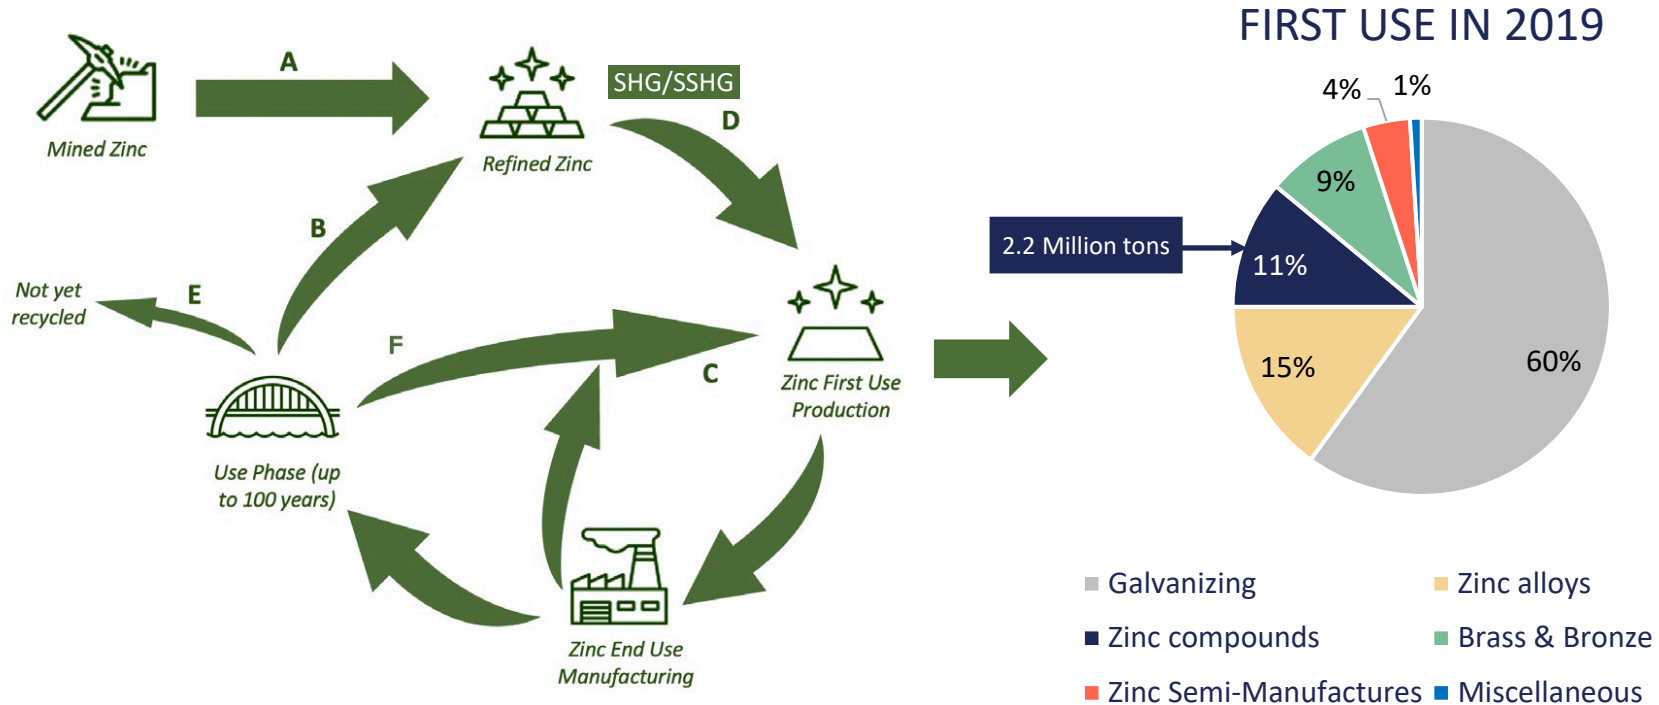 A
Mined Zinc
Refined Zinc
SHG/SSHG
D
B
Not yet
recycled
E
F
C
Zinc First Use
Production
Use Phase (up
to 100 years)
Zinc End Use
Manufacturing
FIRST USE IN 2019
4%
1%
9%
2.2 Million tons
11%
15%
60%
Galvanizing
Zinc alloys
Zinc compounds
Brass & Bronze
Zinc Semi-Manufactures
Miscellaneous